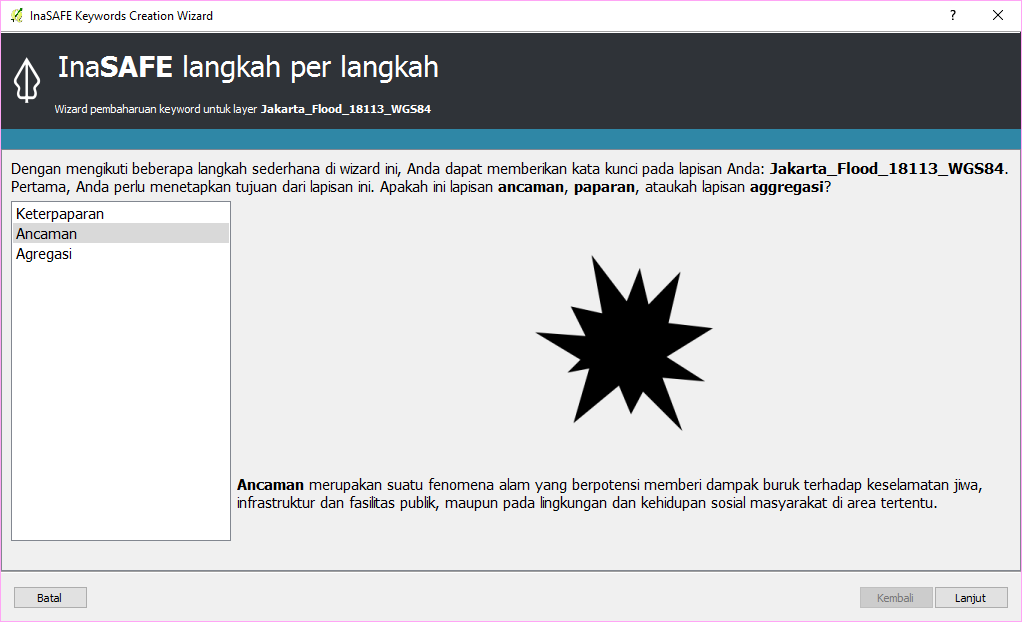 InaSAFE Keywords Creation Wizard
?
InaSAFE langkah per langkah
Wizard pembaharuan keyword untuk layer Jakarta_Flood_18113_WGS84
Dengan mengikuti beberapa langkah sederhana di wizard ini, Anda dapat memberikan kata kunci pada lapisan Anda: Jakarta_Flood_18113_WGS84.
Pertama, Anda perlu menetapkan tujuan dari lapisan ini. Apakah ini lapisan ancaman, paparan, ataukah lapisan aggregasi?
Keterpaparan
Ancaman
Agregasi
Ancaman merupakan suatu fenomena alam yang berpotensi memberi dampak buruk terhadap keselamatan jiwa,
infrastruktur dan fasilitas publik, maupun pada lingkungan dan kehidupan sosial masyarakat di area tertentu.
Batal
Kembali
Lanjut